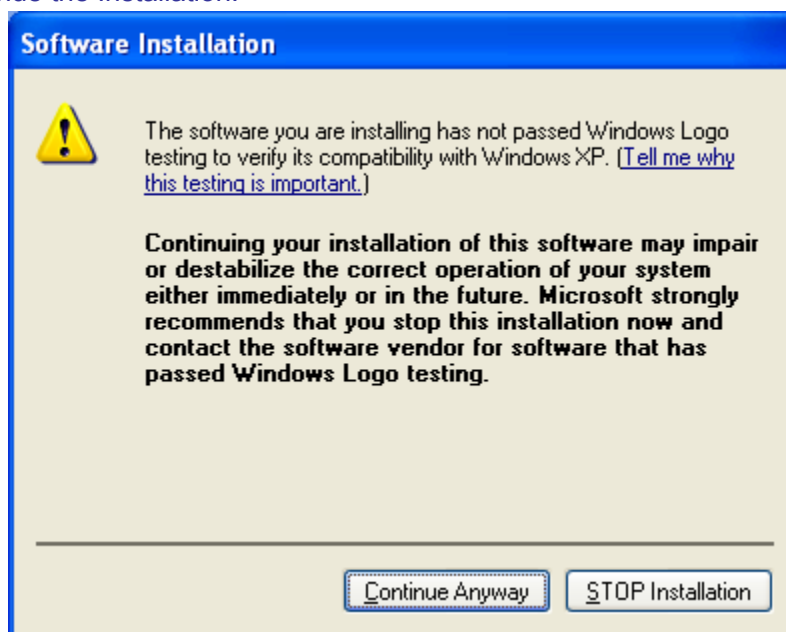 the installation.
Software Installation
The software you are installing has not passed Windows Logo
testing to verify its compatibility with Windows XP. (Tell me why
this testing is important.)
Continuing your installation of this software may impair
or destabilize the correct operation of your system
either immediately or in the future. Microsoft strongly
recommends that you stop this installation now and
contact the software vendor for software that has
passed Windows Logo testing.
Continue Anyway STOP Installation